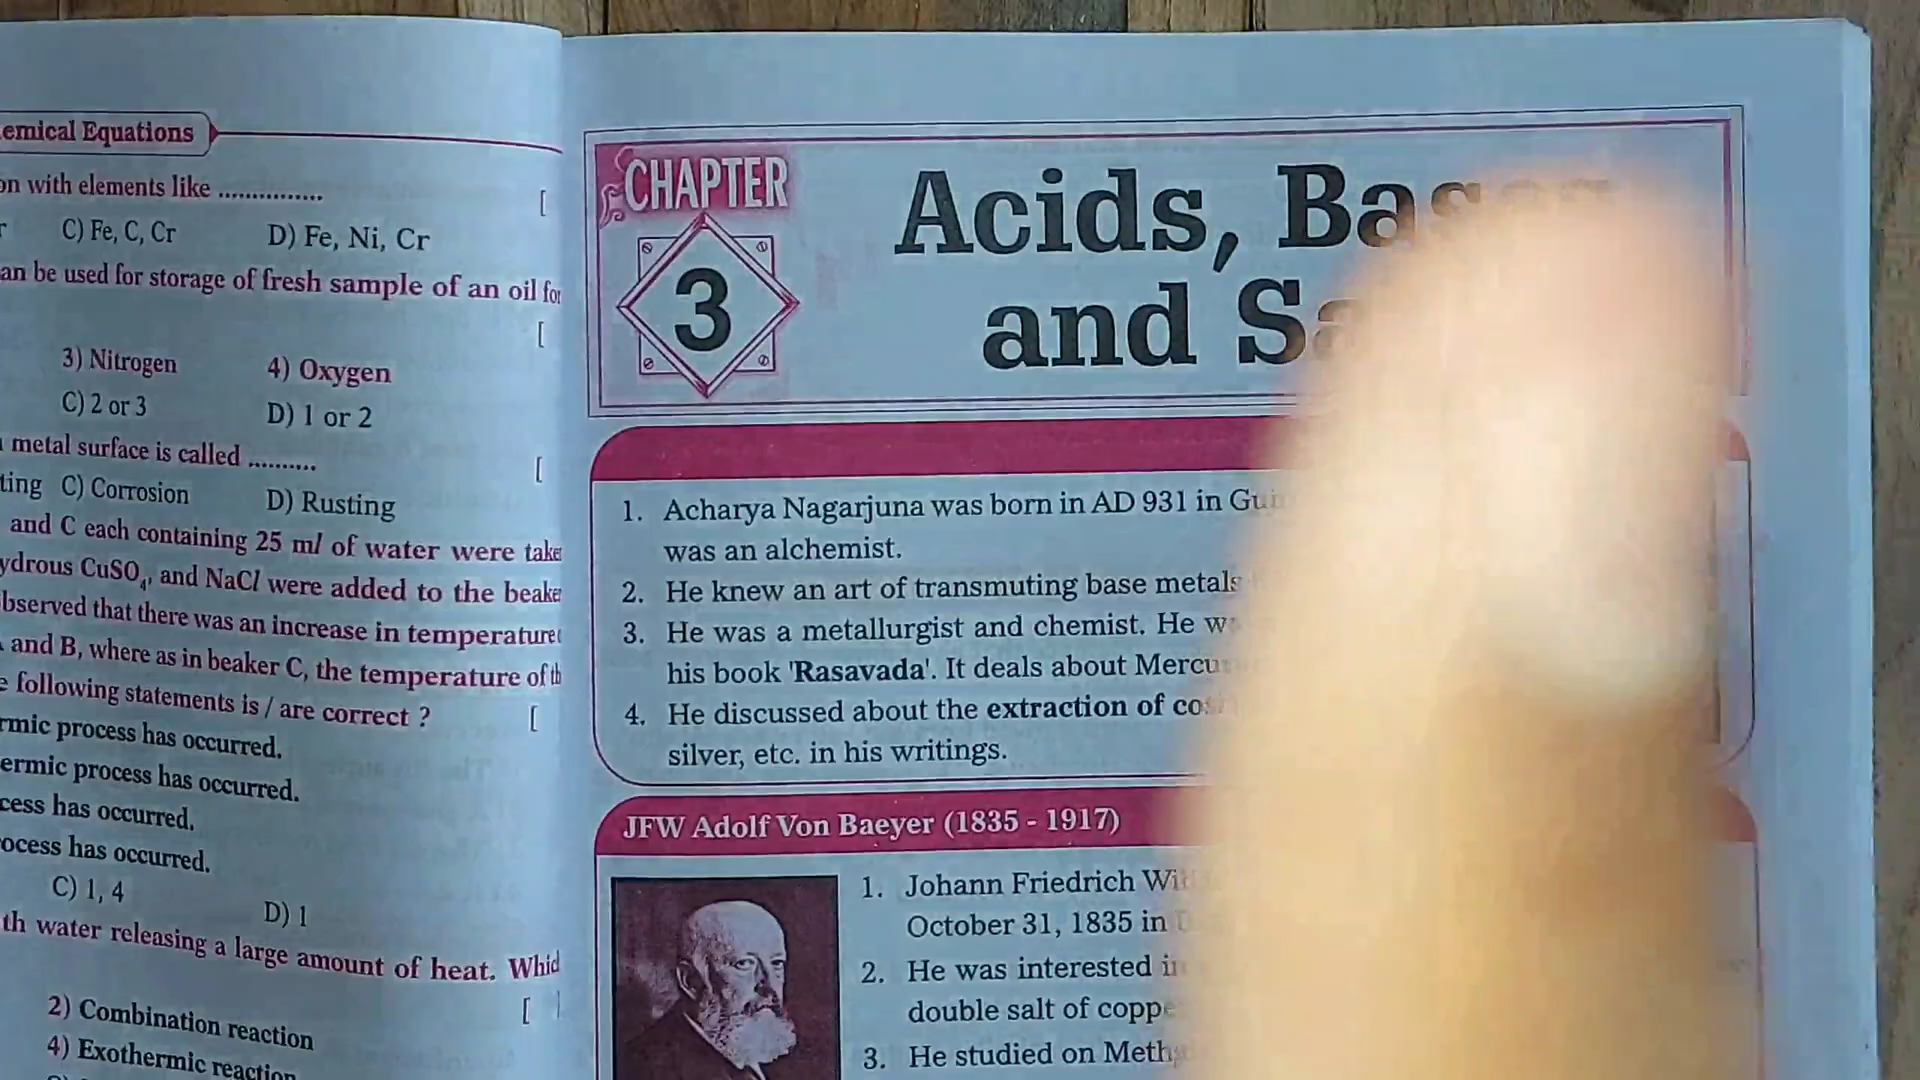 emical Equations
on with elements like ...............
[
C) Fe, C, Cr D) Fe, Ni, Cr
an be used for storage of fresh sample of an oil for
[
3) Nitrogen 4) Oxygen
C) 2 or 3 D) 1 or 2
metal surface is called ..........
[
ting C) Corrosion D) Rusting
and C each containing 25 ml of water were taken
ydrous CuSO4, and NaCl were added to the beaker
bserved that there was an increase in temperature
and B, where as in beaker C, the temperature of th
e following statements is / are correct ? [
rmic process has occurred.
ermic process has occurred.
cess has occurred.
ocess has occurred.
C) 1, 4 D) 1
th water releasing a large amount of heat. Whic
2) Combination reaction [
4) Exothermic reaction
CHAPTER
3
Acids,
and
1. Acharya Nagarjuna was born in AD 931 in
was an alchemist.
2. He knew an art of transmuting base metals
3. He was a metallurgist and chemist. He
his book 'Rasavada'. It deals about
4. He discussed about the extraction of
silver, etc. in his writings.
JFW Adolf Von Baeyer (1835 - 1917)
1. Johann Friedrich
October 31, 1835 in
2. He was interested in
double salt of
3. He studied on